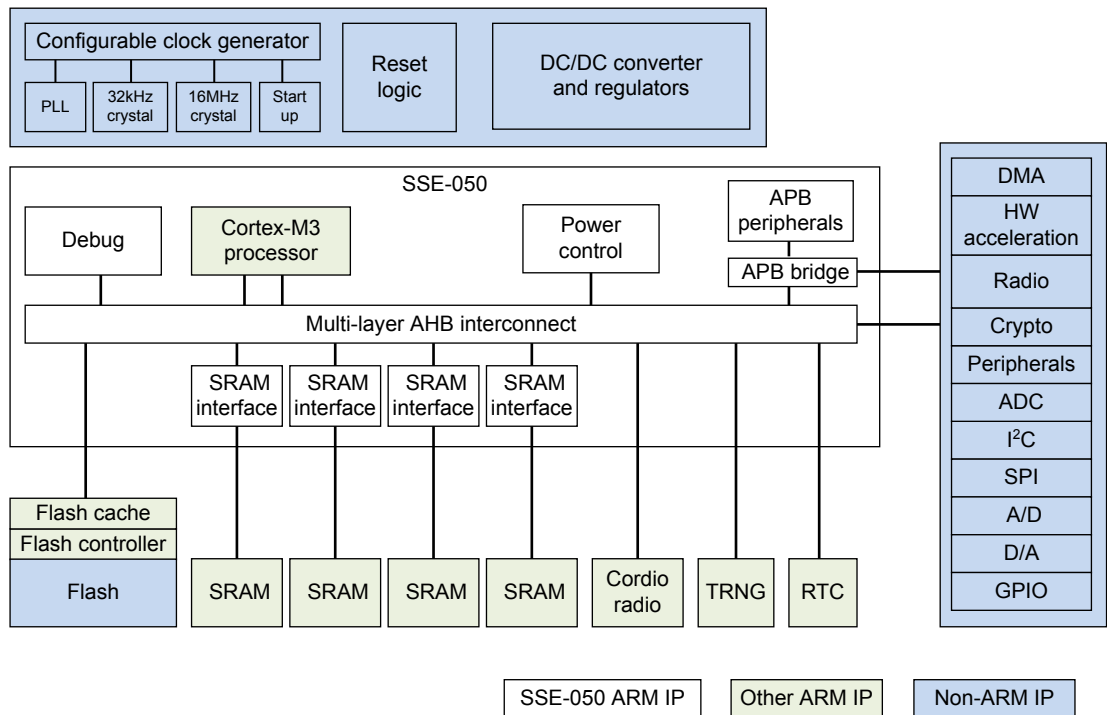 Configurable clock generator
PLL
32kHz
crystal
16MHz
crystal
Start
up
Reset
logic
DC/DC converter
and regulators
SSE-050
Debug
Cortex-M3
processor
Power
control
APB
peripherals
APB bridge
Multi-layer AHB interconnect
SRAM
interface
SRAM
interface
SRAM
interface
SRAM
interface
Flash cache
Flash controller
Flash
SRAM
SRAM
SRAM
SRAM
Cordio
radio
TRNG
RTC
DMA
HW
acceleration
Radio
Crypto
Peripherals
ADC
I²C
SPI
A/D
D/A
GPIO
SSE-050 ARM IP
Other ARM IP
Non-ARM IP